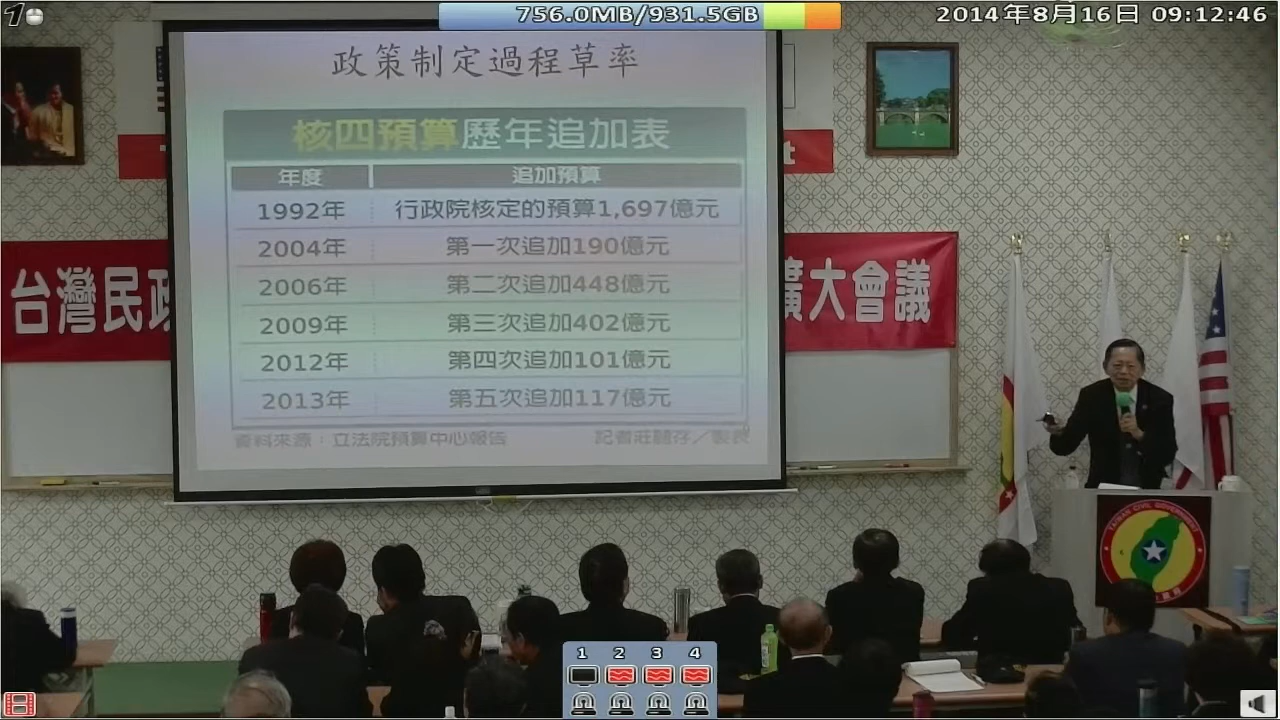 1
756.0MB/931.5GB
2014年8月16日 09:12:46
政策制定過程草率
核四預算歷年追加表
年度 追加預算
1992年 行政院核定的預算1,697億元
2004年 第一次追加190億元
2006年 第二次追加448億元
2009年 第三次追加402億元
2012年 第四次追加101億元
2013年 第五次追加117億元
資料來源：立法院預算中心報告
t
台灣民政
擴大會議
TAIWAN CIVIL GOVERNMENT
1 2 3 4